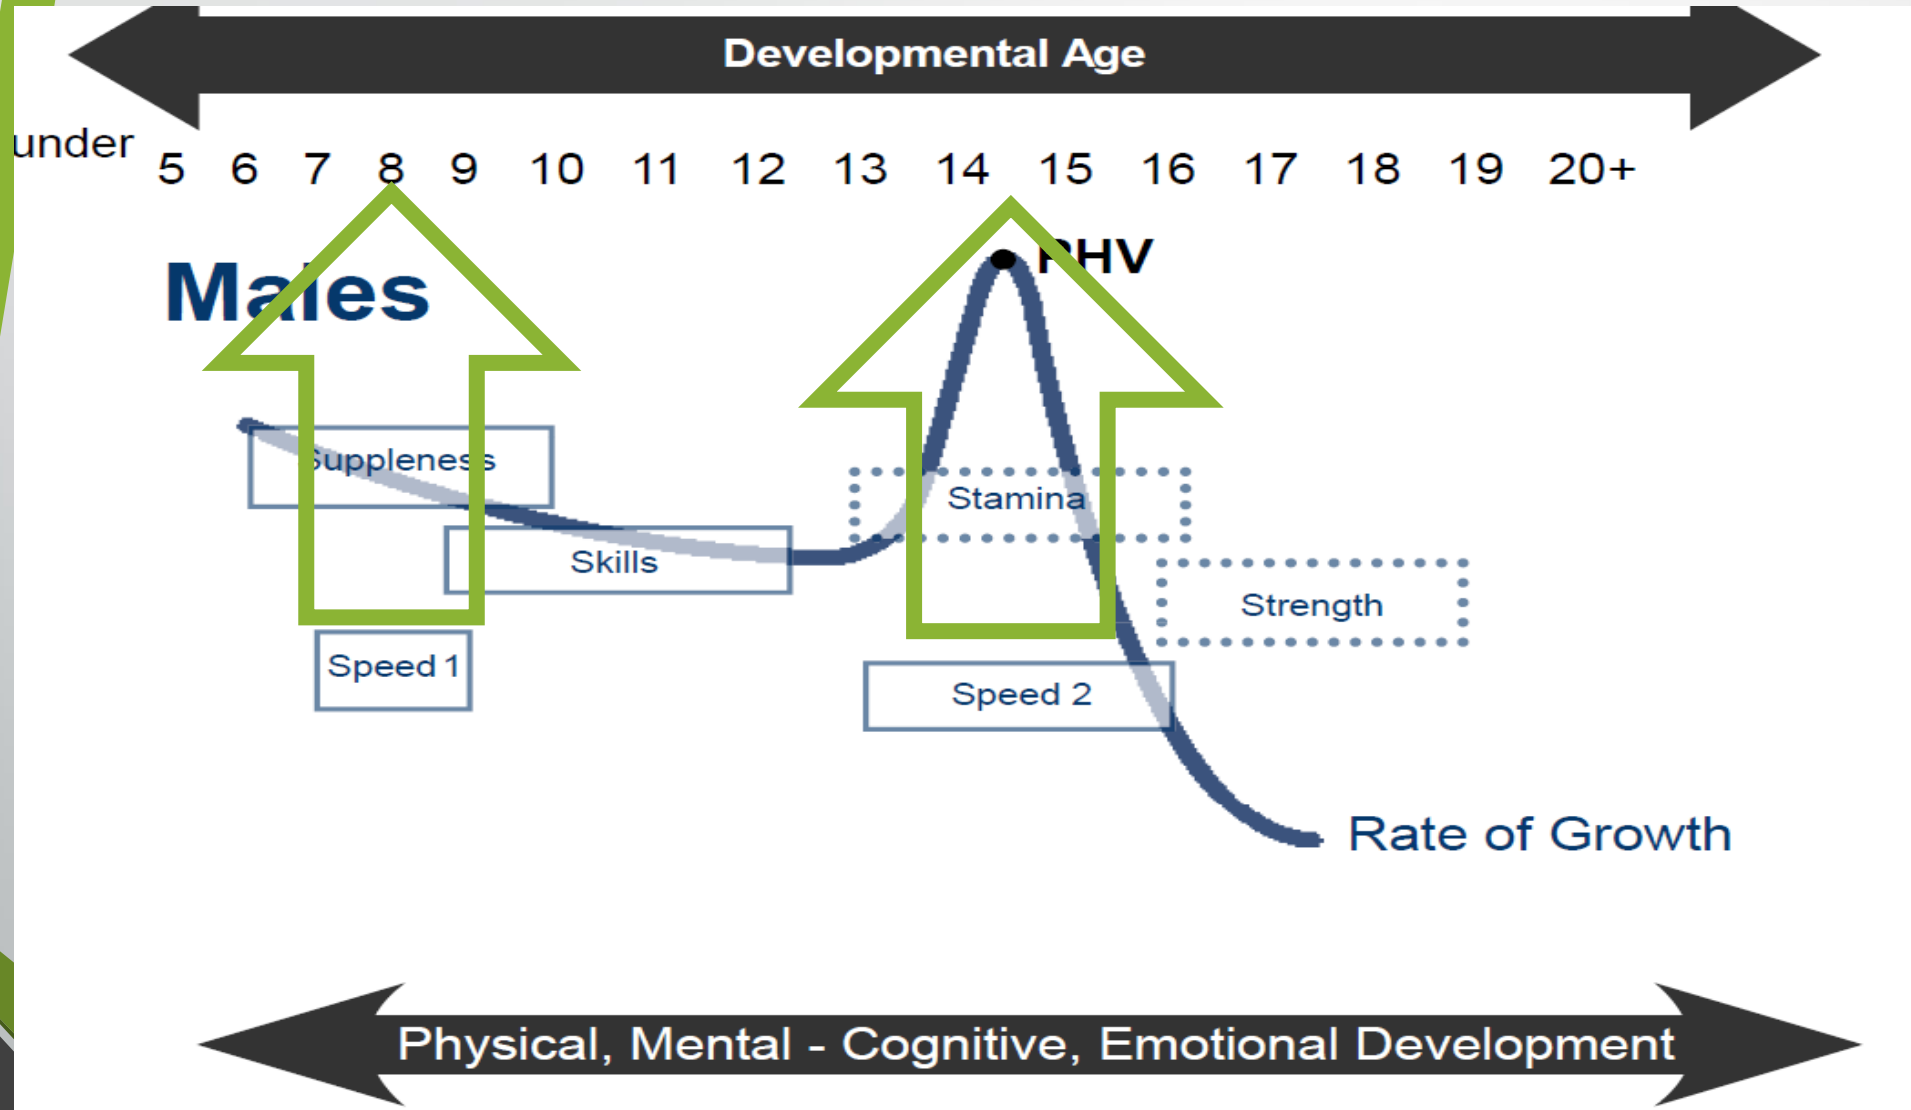 Developmental Age
under 5 6 7 8 9 10 11 12 13 14 15 16 17 18 19 20+
PHV
Males
Suppleness
Stamina
Skills
Strength
Speed 1
Speed 2
Rate of Growth
Physical, Mental - Cognitive, Emotional Development